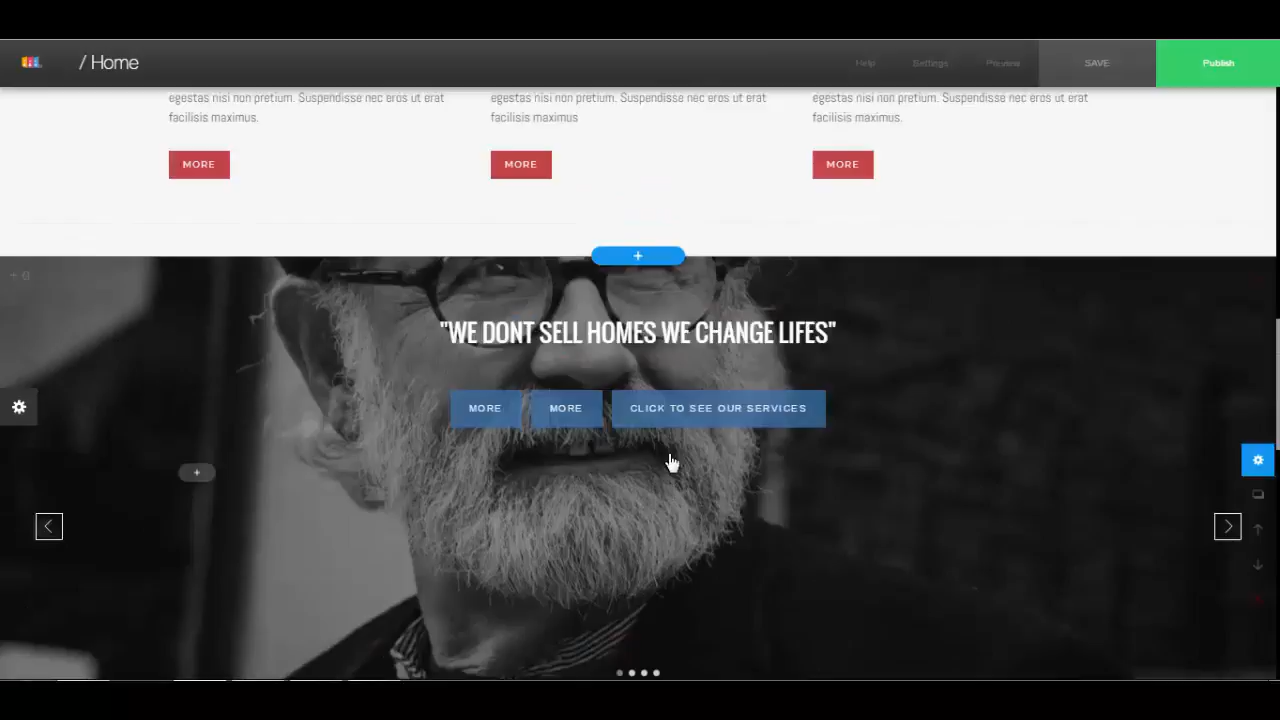 / Home
Help Settings Preview SAVE Publish
egestas nisi non pretium. Suspendisse nec eros ut erat
facilisis maximus.
MORE
egestas nisi non pretium. Suspendisse nec eros ut erat
facilisis maximus
MORE
egestas nisi non pretium. Suspendisse nec eros ut erat
facilisis maximus.
MORE
"WE DONT SELL HOMES WE CHANGE LIFES"
MORE MORE CLICK TO SEE OUR SERVICES